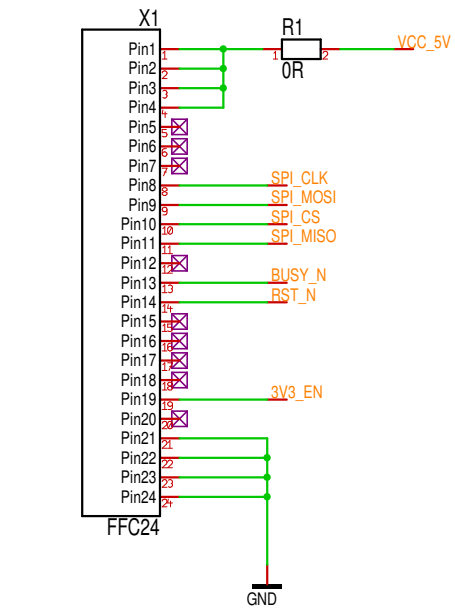 X1
R1
VCC_5V
Pin1 1 1 2
Pin2 2 0R
Pin3 3
Pin4 4
Pin5 5
Pin6 6
Pin7 7
Pin8 8 SPI_CLK
Pin9 9 SPI_MOSI
Pin10 10 SPI_CS
Pin11 11 SPI_MISO
Pin12 12
Pin13 13 BUSY_N
Pin14 14 RST_N
Pin15 15
Pin16 16
Pin17 17
Pin18 18
Pin19 19 3V3_EN
Pin20 20
Pin21 21
Pin22 22
Pin23 23
Pin24 24
FFC24
GND